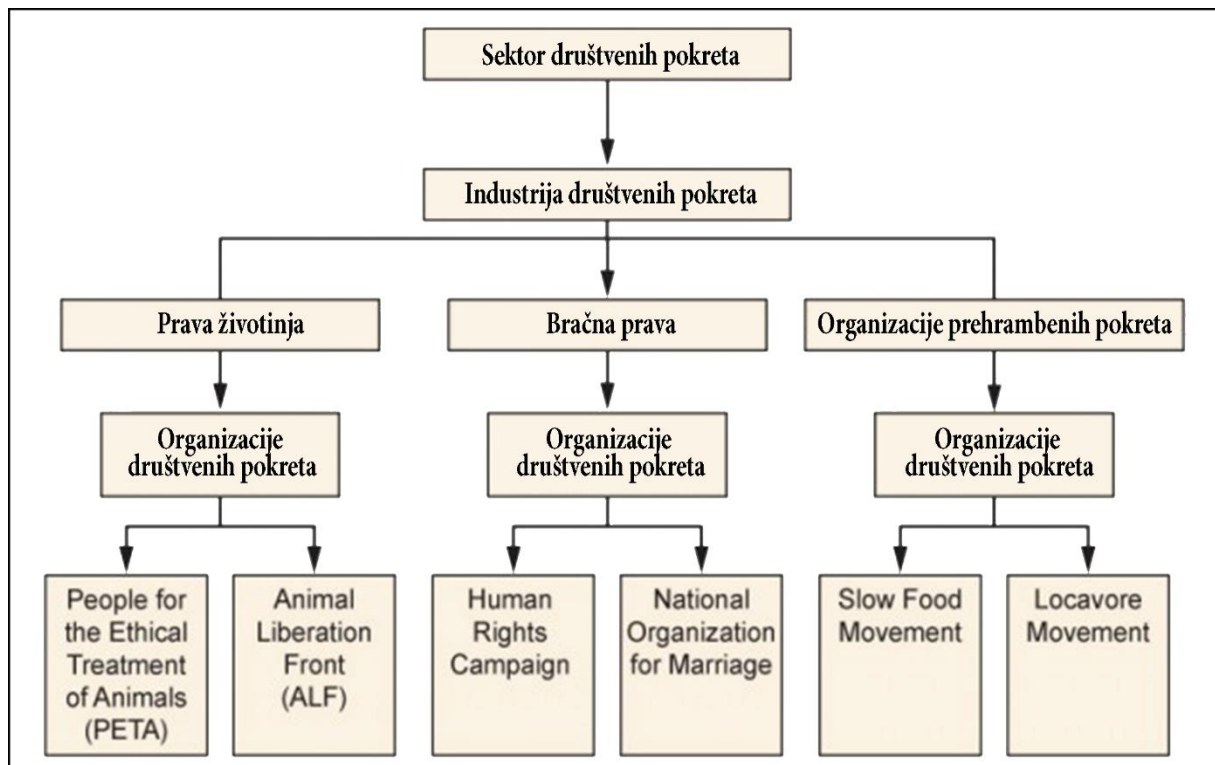 Sektor društvenih pokreta
Industrija društvenih pokreta
Prava životinja
Bračna prava
Organizacije prehrambenih pokreta
Organizacije
društvenih pokreta
Organizacije
društvenih pokreta
Organizacije
društvenih pokreta
People for
the Ethical
Treatment
of Animals
(PETA)
Animal
Liberation
Front
(ALF)
Human
Rights
Campaign
National
Organization
for Marriage
Slow Food
Movement
Locavore
Movement